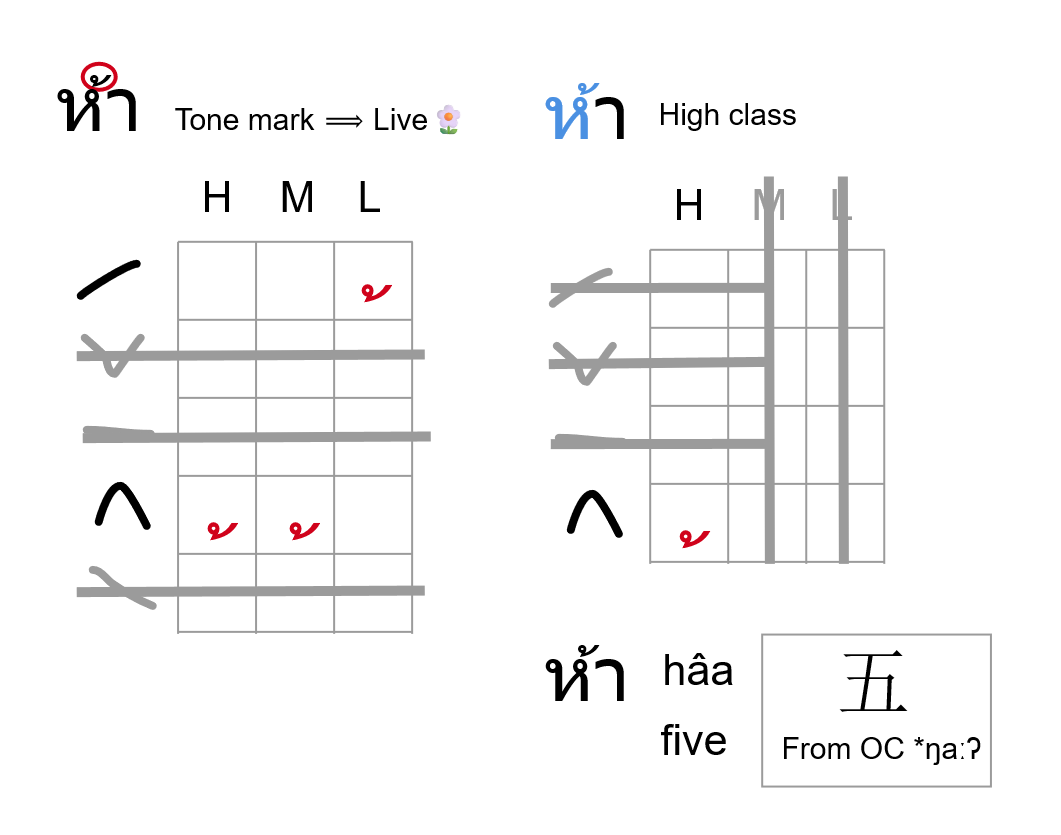 ห้า
Tone mark ⟹ Live🌸
H M L
้
้ ้
ห้า
High class
H M L
้
ห้า hâa
five
五
From OC *ŋaːʔ